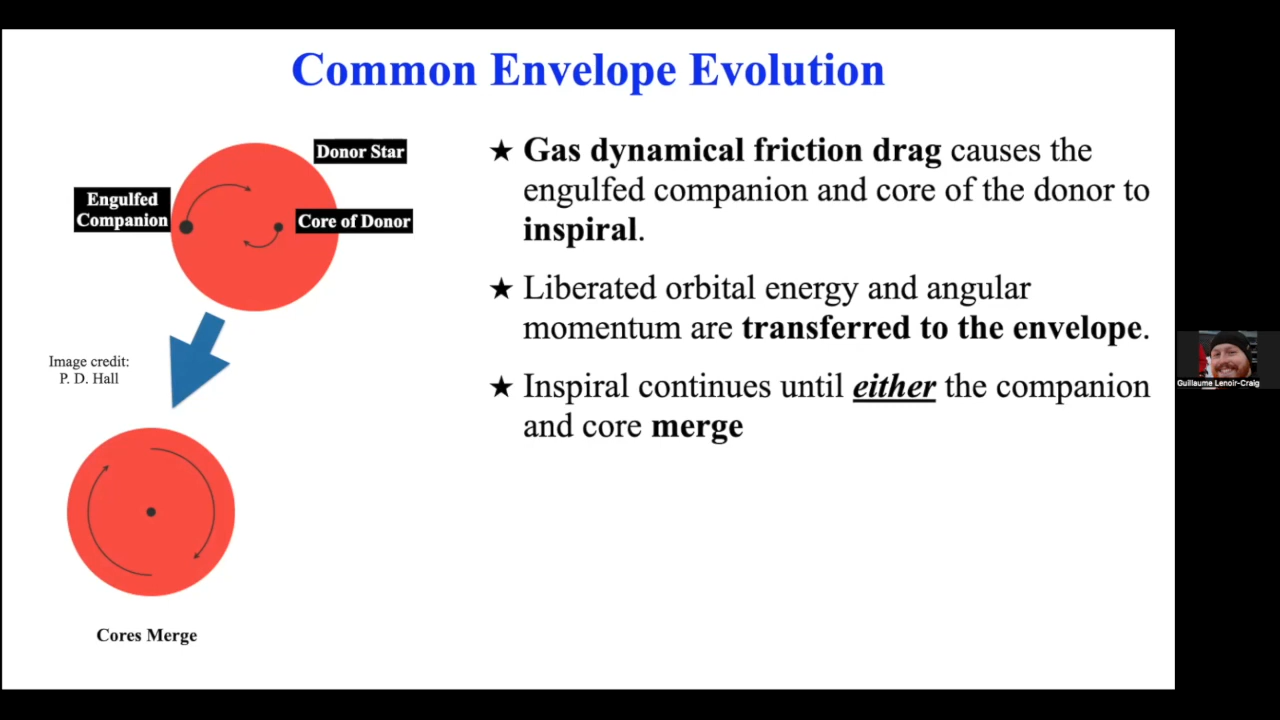 Common Envelope Evolution
Donor Star
Engulfed
Companion
Core of Donor
Image credit:
P. D. Hall
Cores Merge
★ Gas dynamical friction drag causes the
engulfed companion and core of the donor to
inspiral.
★ Liberated orbital energy and angular
momentum are transferred to the envelope.
★ Inspiral continues until either the companion
and core merge
Guillaume Lenoir-Craig